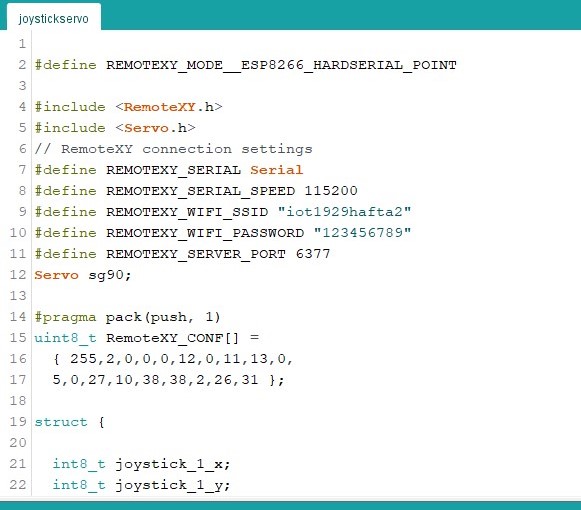 joystickservo
1
2 #define REMOTEXY_MODE__ESP8266_HARDSERIAL_POINT
3
4 #include <RemoteXY.h>
5 #include <Servo.h>
6 // RemoteXY connection settings
7 #define REMOTEXY_SERIAL Serial
8 #define REMOTEXY_SERIAL_SPEED 115200
9 #define REMOTEXY_WIFI_SSID "iot1929hafta2"
10 #define REMOTEXY_WIFI_PASSWORD "123456789"
11 #define REMOTEXY_SERVER_PORT 6377
12 Servo sg90;
13
14 #pragma pack(push, 1)
15 uint8_t RemoteXY_CONF[] =
16   { 255,2,0,0,0,12,0,11,13,0,
17   5,0,27,10,38,38,2,26,31 };
18
19 struct {
20
21   int8_t joystick_1_x;
22   int8_t joystick_1_y;